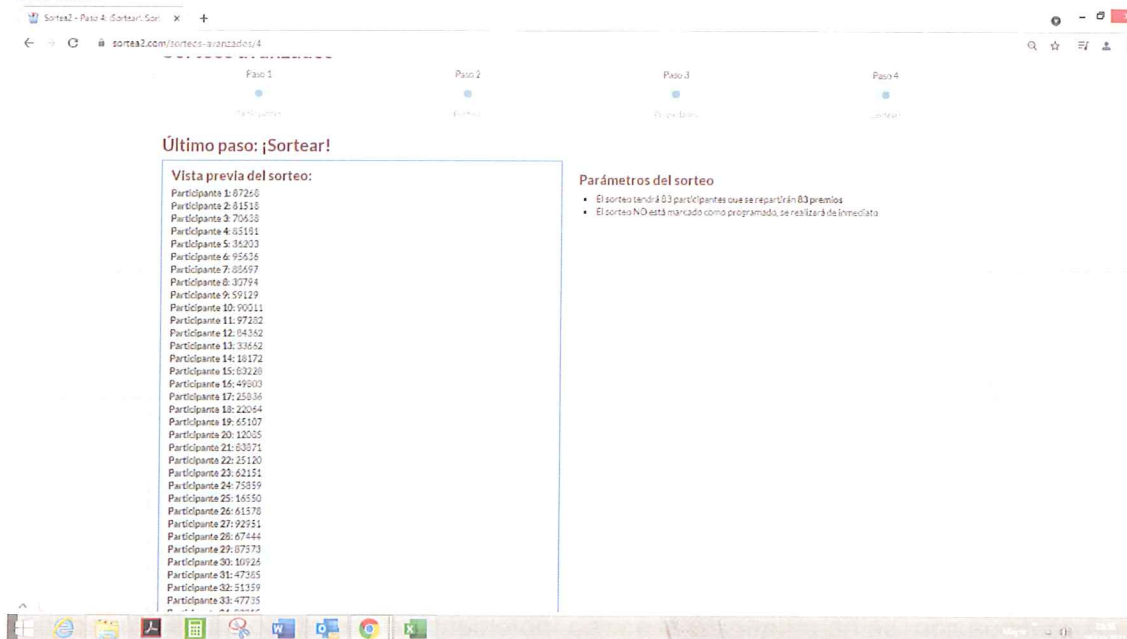 Sortea2 - Paso 4: ¡Sortear! Sor
sortea2.com/sorteos-avanzados/4
Paso 1
Paso 2
Paso 3
Paso 4
Participantes
Premios
Sortear
Último paso: ¡Sortear!
Vista previa del sorteo:
Participante 1: 87268
Participante 2: 81518
Participante 3: 70638
Participante 4: 85181
Participante 5: 36203
Participante 6: 95636
Participante 7: 88697
Participante 8: 33794
Participante 9: 59129
Participante 10: 90011
Participante 11: 97282
Participante 12: 84362
Participante 13: 33662
Participante 14: 18172
Participante 15: 83228
Participante 16: 49803
Participante 17: 25836
Participante 18: 22064
Participante 19: 65107
Participante 20: 12085
Participante 21: 83871
Participante 22: 25120
Participante 23: 62151
Participante 24: 75859
Participante 25: 16550
Participante 26: 61578
Participante 27: 92951
Participante 28: 67444
Participante 29: 87573
Participante 30: 10926
Participante 31: 47385
Participante 32: 51359
Participante 33: 47735
Parámetros del sorteo
El sorteo tendrá 83 participantes que se repartirán 83 premios
El sorteo NO está marcado como programado, se realizará de inmediato